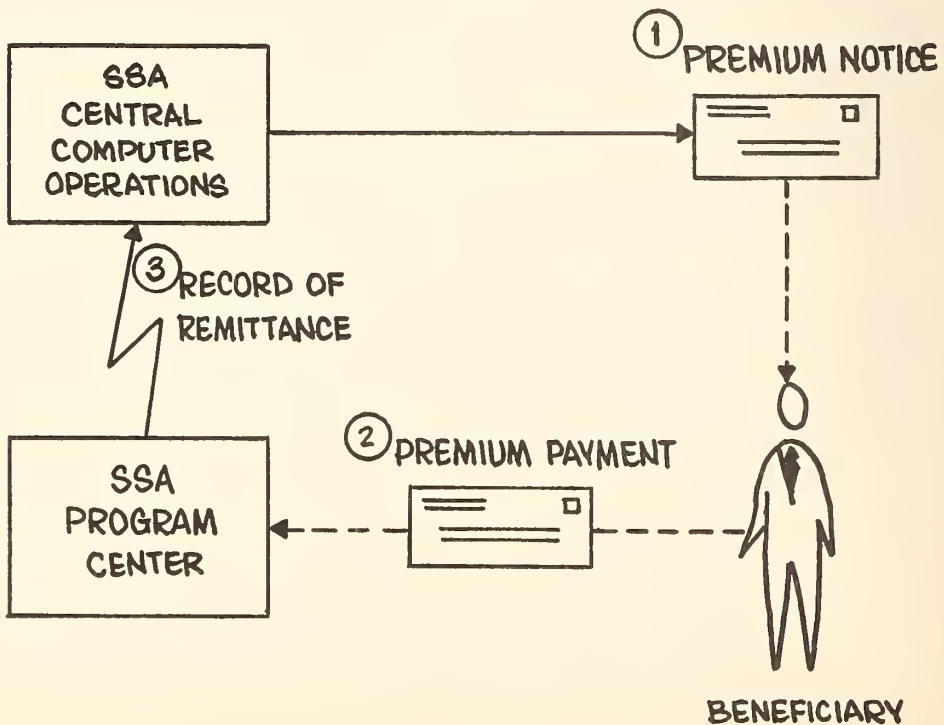 SSA
CENTRAL
COMPUTER
OPERATIONS
1
PREMIUM NOTICE
3
RECORD OF
REMITTANCE
2
PREMIUM PAYMENT
SSA
PROGRAM
CENTER
BENEFICIARY